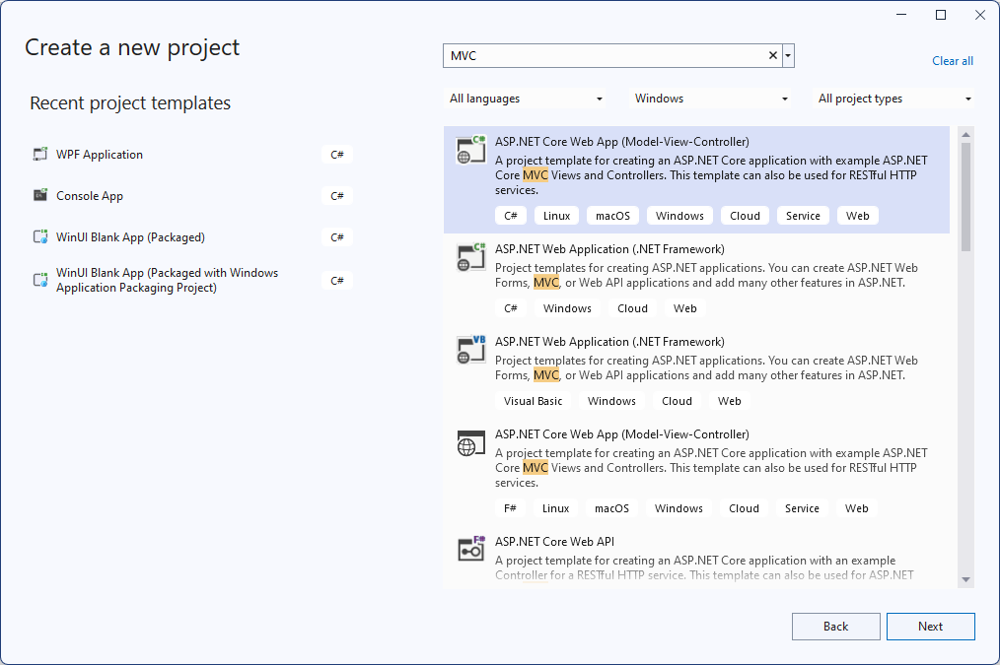 Create a new project
Recent project templates
WPF Application
C#
Console App
C#
WinUI Blank App (Packaged)
C#
WinUI Blank App (Packaged with Windows
Application Packaging Project)
C#
MVC
Clear all
All languages
Windows
All project types
C#
ASP.NET Core Web App (Model-View-Controller)
A project template for creating an ASP.NET Core application with example ASP.NET
Core MVC Views and Controllers. This template can also be used for RESTful HTTP
services.
C# Linux macOS Windows Cloud Service Web
C#
ASP.NET Web Application (.NET Framework)
Project templates for creating ASP.NET applications. You can create ASP.NET Web
Forms, MVC, or Web API applications and add many other features in ASP.NET.
C# Windows Cloud Web
VB
ASP.NET Web Application (.NET Framework)
Project templates for creating ASP.NET applications. You can create ASP.NET Web
Forms, MVC, or Web API applications and add many other features in ASP.NET.
Visual Basic Windows Cloud Web
ASP.NET Core Web App (Model-View-Controller)
A project template for creating an ASP.NET Core application with example ASP.NET
Core MVC Views and Controllers. This template can also be used for RESTful HTTP
services.
F# Linux macOS Windows Cloud Service Web
ASP.NET Core Web API
A project template for creating an ASP.NET Core application with an example
Controller for a RESTful HTTP service. This template can also be used for ASP.NET
Back
Next